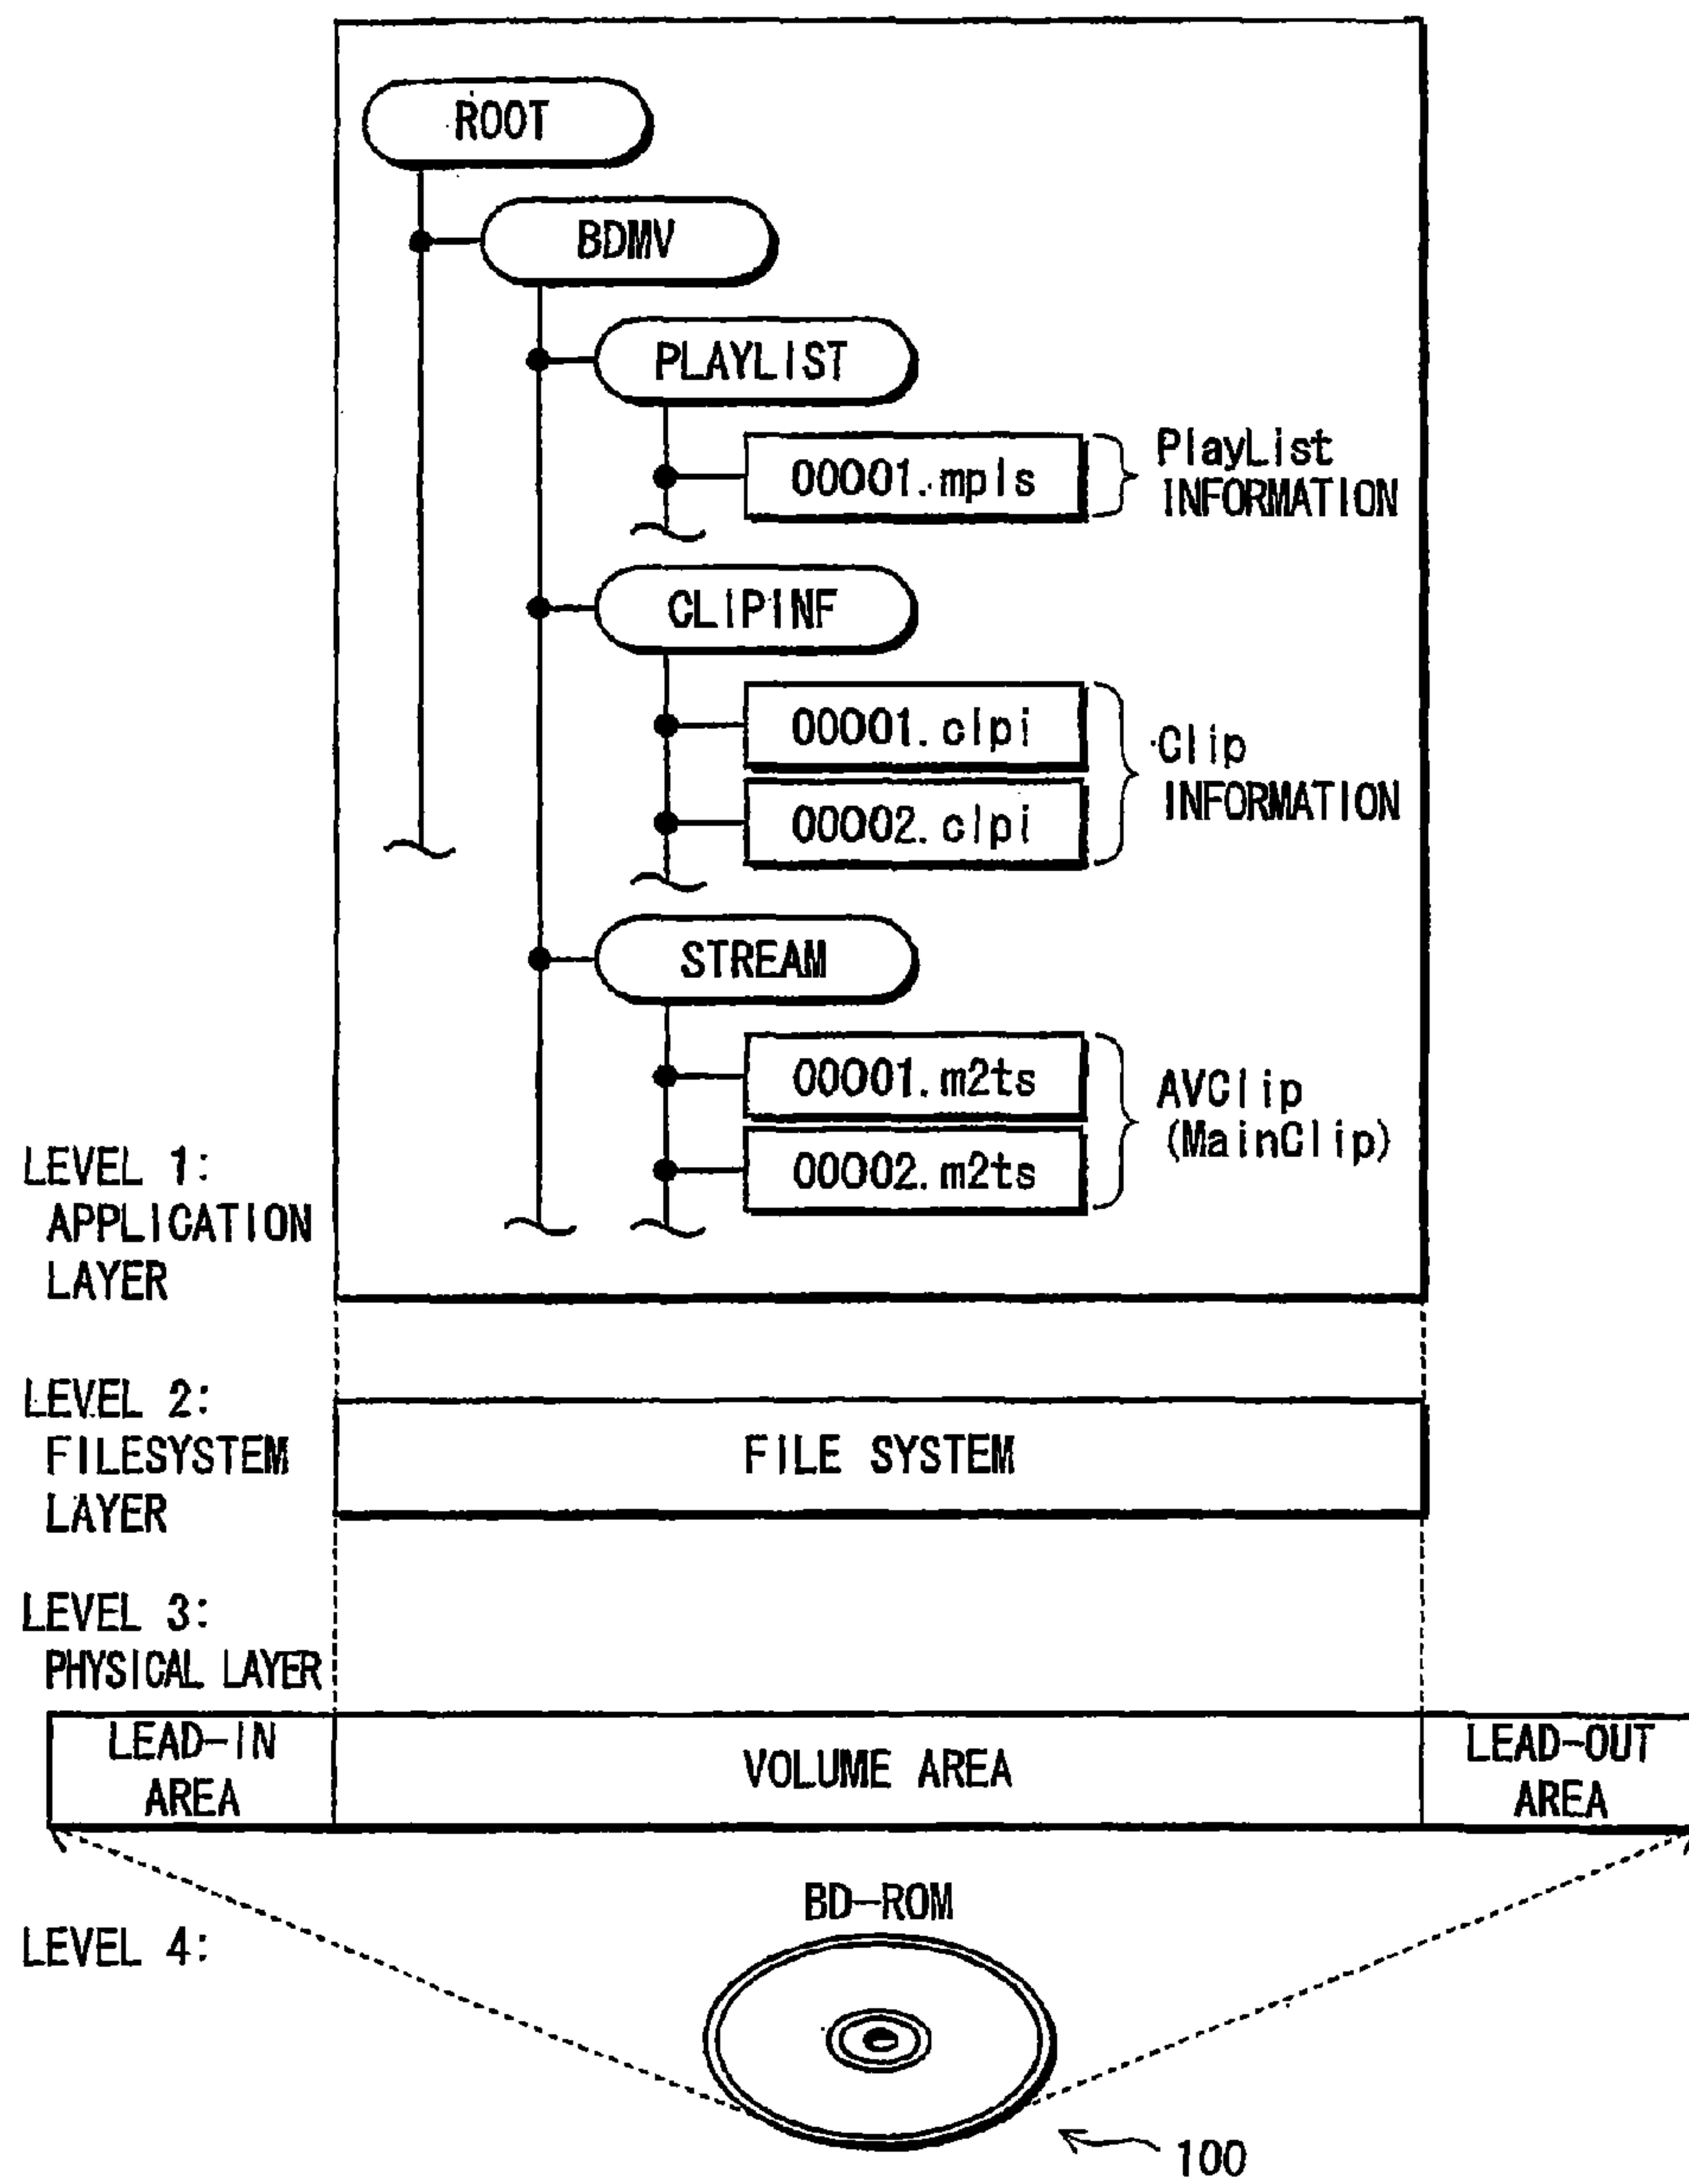 ROOT
BDMV
PLAYLIST
00001.mpls
PlayList
INFORMATION
CLIPINF
00001.clpi
00002.clpi
Clip
INFORMATION
STREAM
00001.m2ts
00002.m2ts
AVClip
(MainClip)
LEVEL 1:
APPLICATION
LAYER
LEVEL 2:
FILESYSTEM
LAYER
FILE SYSTEM
LEVEL 3:
PHYSICAL LAYER
LEAD-IN
AREA
VOLUME AREA
LEAD-OUT
AREA
BD-ROM
LEVEL 4:
100